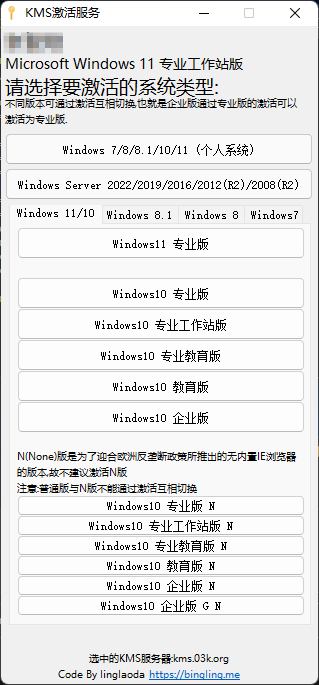 KMS激活服务
Microsoft Windows 11 专业工作站版
请选择要激活的系统类型:
不同版本可通过激活互相切换,也就是企业版通过专业版的激活可以
激活为专业版.
Windows 7/8/8.1/10/11 (个人系统)
Windows Server 2022/2019/2016/2012(R2)/2008(R2)
Windows 11/10 Windows 8.1 Windows 8 Windows7
Windows11 专业版
Windows10 专业版
Windows10 专业工作站版
Windows10 专业教育版
Windows10 教育版
Windows10 企业版
N(None)版是为了迎合欧洲反垄断政策所推出的无内置IE浏览器
的版本,故不建议激活N版
注意:普通版与N版不能通过激活互相切换
Windows10 专业版 N
Windows10 专业工作站版 N
Windows10 专业教育版 N
Windows10 教育版 N
Windows10 企业版 N
Windows10 企业版 G N
选中的KMS服务器:kms.03k.org
Code By linglaoda https://bingling.me